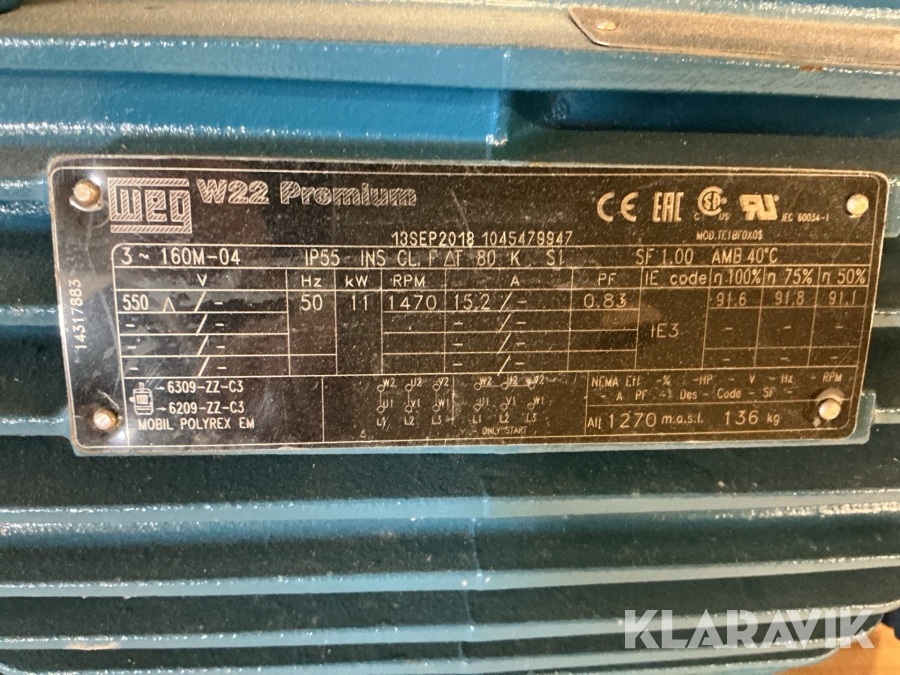 WEG W22 Premium
CE EAC C US UR IEC 60034-1
MOD.TE1BF0X0$
13SEP2018 1045479947
3~ 160M-04 IP55 INS CL. F ΔT 80 K S1 SF 1.00 AMB 40°C
V Hz kW RPM A PF IE code η 100% η 75% η 50%
550 / - 50 11 1470 15.2 / - 0.83 IE3 91.6 91.8 91.1
- / - - / - - - - -
- / - - / - - - - -
- / - - / - - - - -
14317883
6309-ZZ-C3
6209-ZZ-C3
MOBIL POLYREX EM
W2 U2 V2 W2 U2 V2
U1 V1 W1 U1 V1 W1
L1 L2 L3 L1 L2 L3
ONLY START
NEMA Eff -% -HP - V - Hz - RPM
- A PF - Des - Code - SF -
Alt 1270 m.a.s.l. 136 kg
KLARAVIK